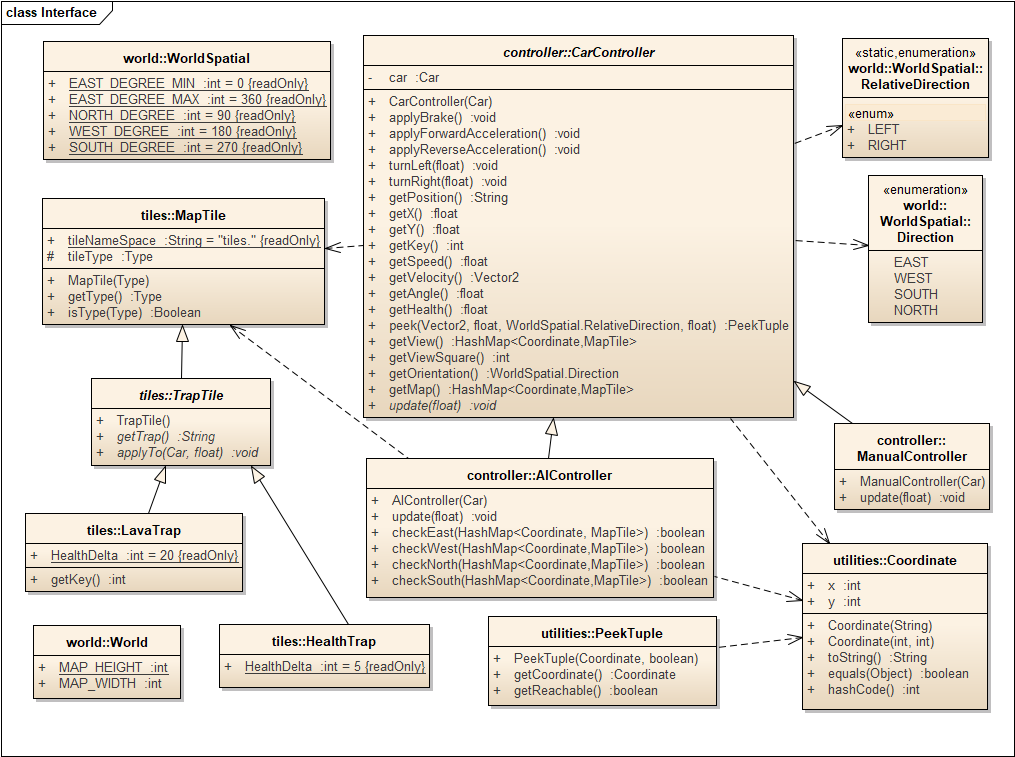 class Interface
world::WorldSpatial
+ EAST_DEGREE_MIN :int = 0 {readOnly}
+ EAST_DEGREE_MAX :int = 360 {readOnly}
+ NORTH_DEGREE :int = 90 {readOnly}
+ WEST_DEGREE :int = 180 {readOnly}
+ SOUTH_DEGREE :int = 270 {readOnly}
controller::CarController
- car :Car
+ CarController(Car)
+ applyBrake() :void
+ applyForwardAcceleration() :void
+ applyReverseAcceleration() :void
+ turnLeft(float) :void
+ turnRight(float) :void
+ getPosition() :String
+ getX() :float
+ getY() :float
+ getKey() :int
+ getSpeed() :float
+ getVelocity() :Vector2
+ getAngle() :float
+ getHealth() :float
+ peek(Vector2, float, WorldSpatial.RelativeDirection, float) :PeekTuple
+ getView() :HashMap<Coordinate,MapTile>
+ getViewSquare() :int
+ getOrientation() :WorldSpatial.Direction
+ getMap() :HashMap<Coordinate,MapTile>
+ update(float) :void
«static,enumeration»
world::WorldSpatial::
RelativeDirection
«enum»
+ LEFT
+ RIGHT
«enumeration»
world::
WorldSpatial::
Direction
EAST
WEST
SOUTH
NORTH
tiles::MapTile
+ tileNameSpace :String = "tiles." {readOnly}
# tileType :Type
+ MapTile(Type)
+ getType() :Type
+ isType(Type) :Boolean
tiles::TrapTile
+ TrapTile()
+ getTrap() :String
+ applyTo(Car, float) :void
controller::
ManualController
+ ManualController(Car)
+ update(float) :void
controller::AIController
+ AIController(Car)
+ update(float) :void
+ checkEast(HashMap<Coordinate, MapTile>) :boolean
+ checkWest(HashMap<Coordinate,MapTile>) :boolean
+ checkNorth(HashMap<Coordinate,MapTile>) :boolean
+ checkSouth(HashMap<Coordinate,MapTile>) :boolean
tiles::LavaTrap
+ HealthDelta :int = 20 {readOnly}
+ getKey() :int
utilities::Coordinate
+ x :int
+ y :int
+ Coordinate(String)
+ Coordinate(int, int)
+ toString() :String
+ equals(Object) :boolean
+ hashCode() :int
world::World
+ MAP_HEIGHT :int
+ MAP_WIDTH :int
tiles::HealthTrap
+ HealthDelta :int = 5 {readOnly}
utilities::PeekTuple
+ PeekTuple(Coordinate, boolean)
+ getCoordinate() :Coordinate
+ getReachable() :boolean